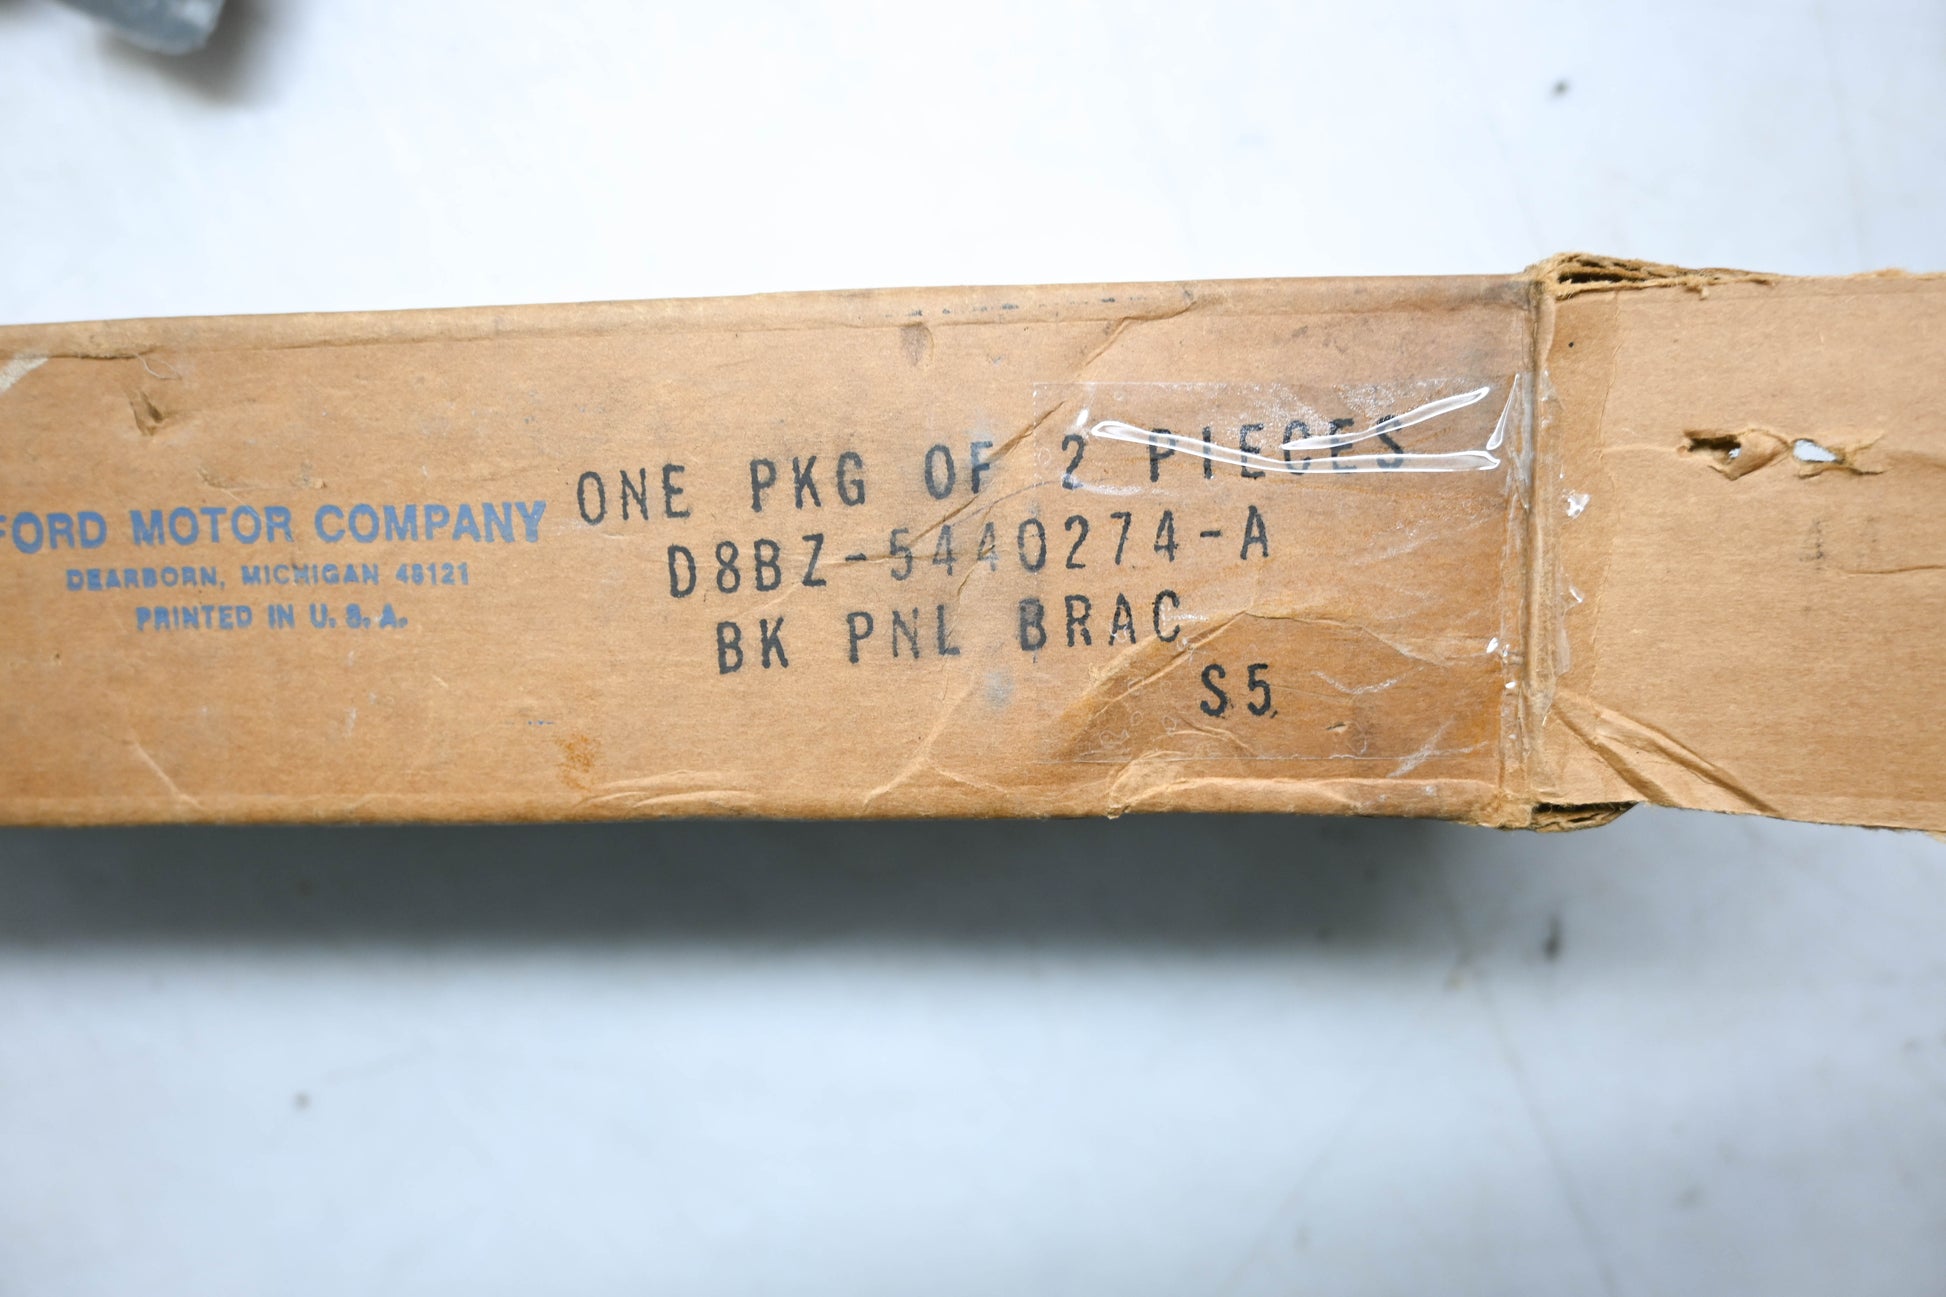 FORD MOTOR COMPANY
DEARBORN, MICHIGAN 48121
PRINTED IN U.S.A.
ONE PKG OF 2 PIECES
D8BZ-5440274-A
BK PNL BRAC
S5